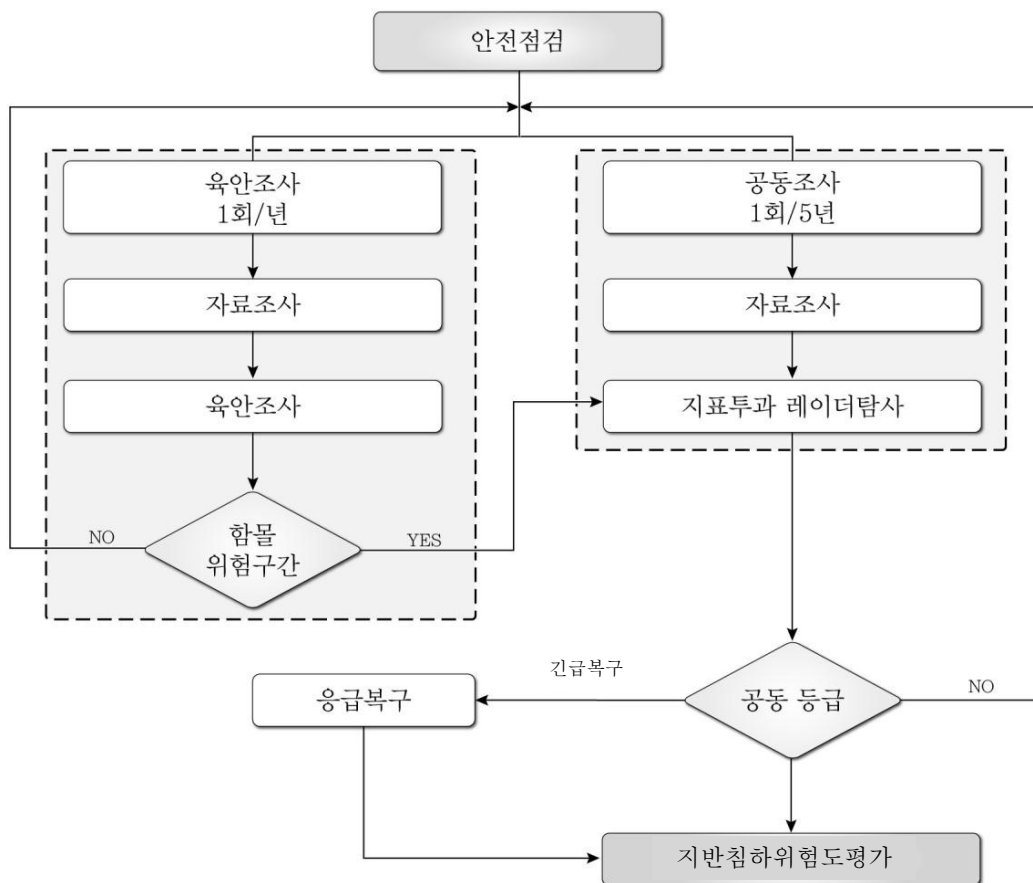 안전점검
육안조사
1회/년
자료조사
육안조사
함몰
위험구간
NO
YES
공동조사
1회/5년
자료조사
지표투과 레이더탐사
공동 등급
긴급복구
NO
응급복구
지반침하위험도평가